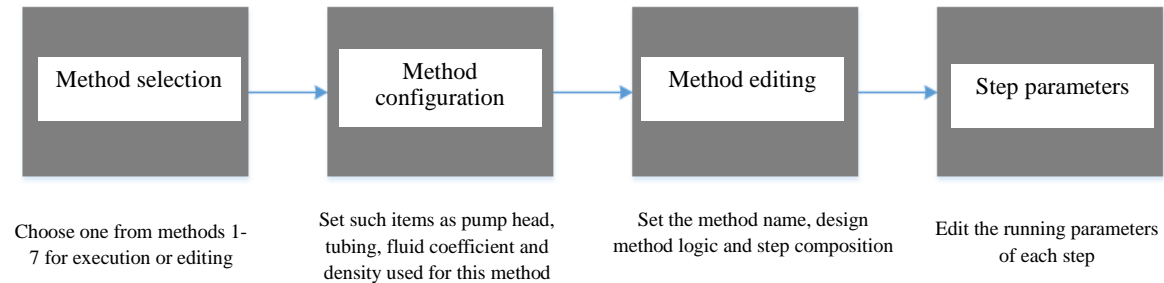 Method selection
Method
configuration
Method editing
Step parameters
Choose one from methods 1-
7 for execution or editing
Set such items as pump head,
tubing, fluid coefficient and
density used for this method
Set the method name, design
method logic and step composition
Edit the running parameters
of each step